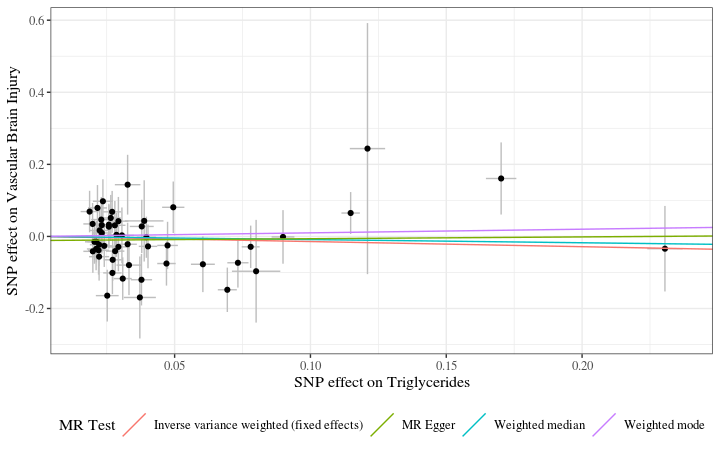 0.6
0.4
0.2
0.0
-0.2
SNP effect on Vascular Brain Injury
0.05
0.10
0.15
0.20
SNP effect on Triglycerides
MR Test
Inverse variance weighted (fixed effects)
MR Egger
Weighted median
Weighted mode